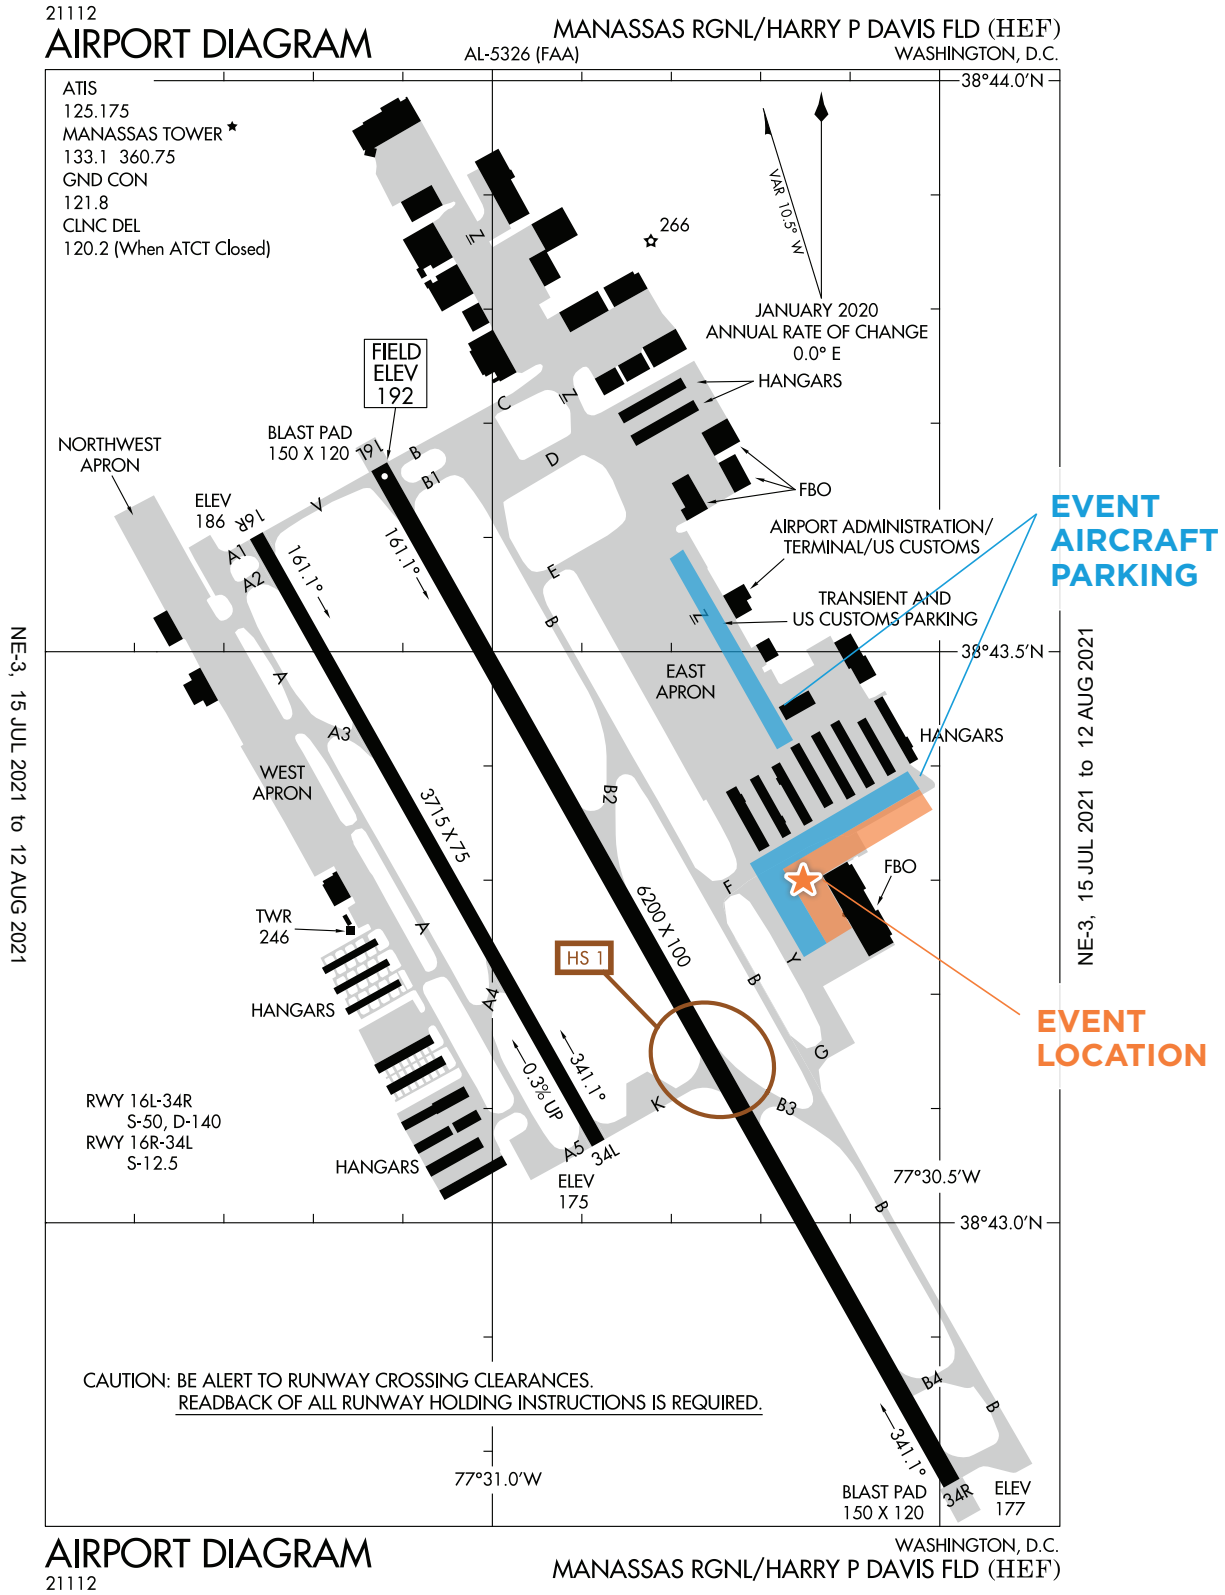 21112
AIRPORT DIAGRAM
AL-5326 (FAA)
MANASSAS RGNL/HARRY P DAVIS FLD (HEF)
WASHINGTON, D.C.
ATIS
125.175
MANASSAS TOWER ★
133.1 360.75
GND CON
121.8
CLNC DEL
120.2 (When ATCT Closed)
38°44.0'N
VAR 10.5° W
266
JANUARY 2020
ANNUAL RATE OF CHANGE
0.0° E
FIELD
ELEV
192
HANGARS
C
BLAST PAD
150 X 120
16L
B
B1
D
NORTHWEST
APRON
FBO
ELEV
186
16R
V
A1
A2
161.1°
161.1°
E
B
EVENT
AIRCRAFT
PARKING
AIRPORT ADMINISTRATION/
TERMINAL/US CUSTOMS
TRANSIENT AND
US CUSTOMS PARKING
38°43.5'N
EAST
APRON
A
A3
HANGARS
WEST
APRON
B2
3715 X 75
F
FBO
6200 X 100
TWR
246
A
HS 1
Y
B
HANGARS
A4
EVENT
LOCATION
G
0.3% UP
341.1°
K
B3
RWY 16L-34R
S-50, D-140
RWY 16R-34L
S-12.5
HANGARS
A5
34L
ELEV
175
77°30.5'W
B
38°43.0'N
CAUTION: BE ALERT TO RUNWAY CROSSING CLEARANCES.
READBACK OF ALL RUNWAY HOLDING INSTRUCTIONS IS REQUIRED.
B4
B
341.1°
77°31.0'W
BLAST PAD
150 X 120
34R
ELEV
177
NE-3, 15 JUL 2021 to 12 AUG 2021
NE-3, 15 JUL 2021 to 12 AUG 2021
AIRPORT DIAGRAM
21112
WASHINGTON, D.C.
MANASSAS RGNL/HARRY P DAVIS FLD (HEF)